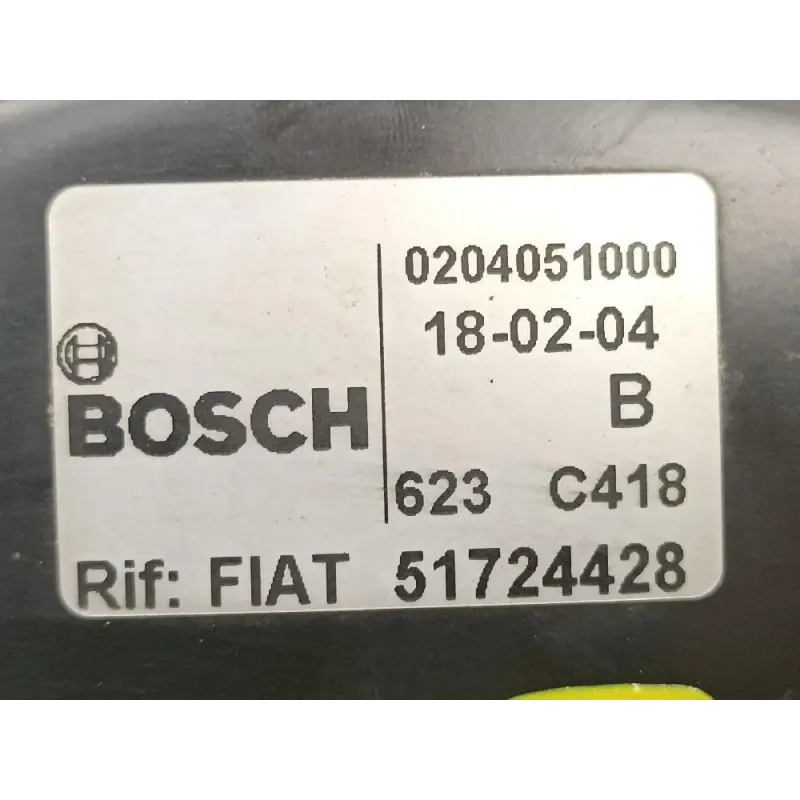 0204051000
18-02-04
BOSCH
B
623 C418
Rif: FIAT 51724428